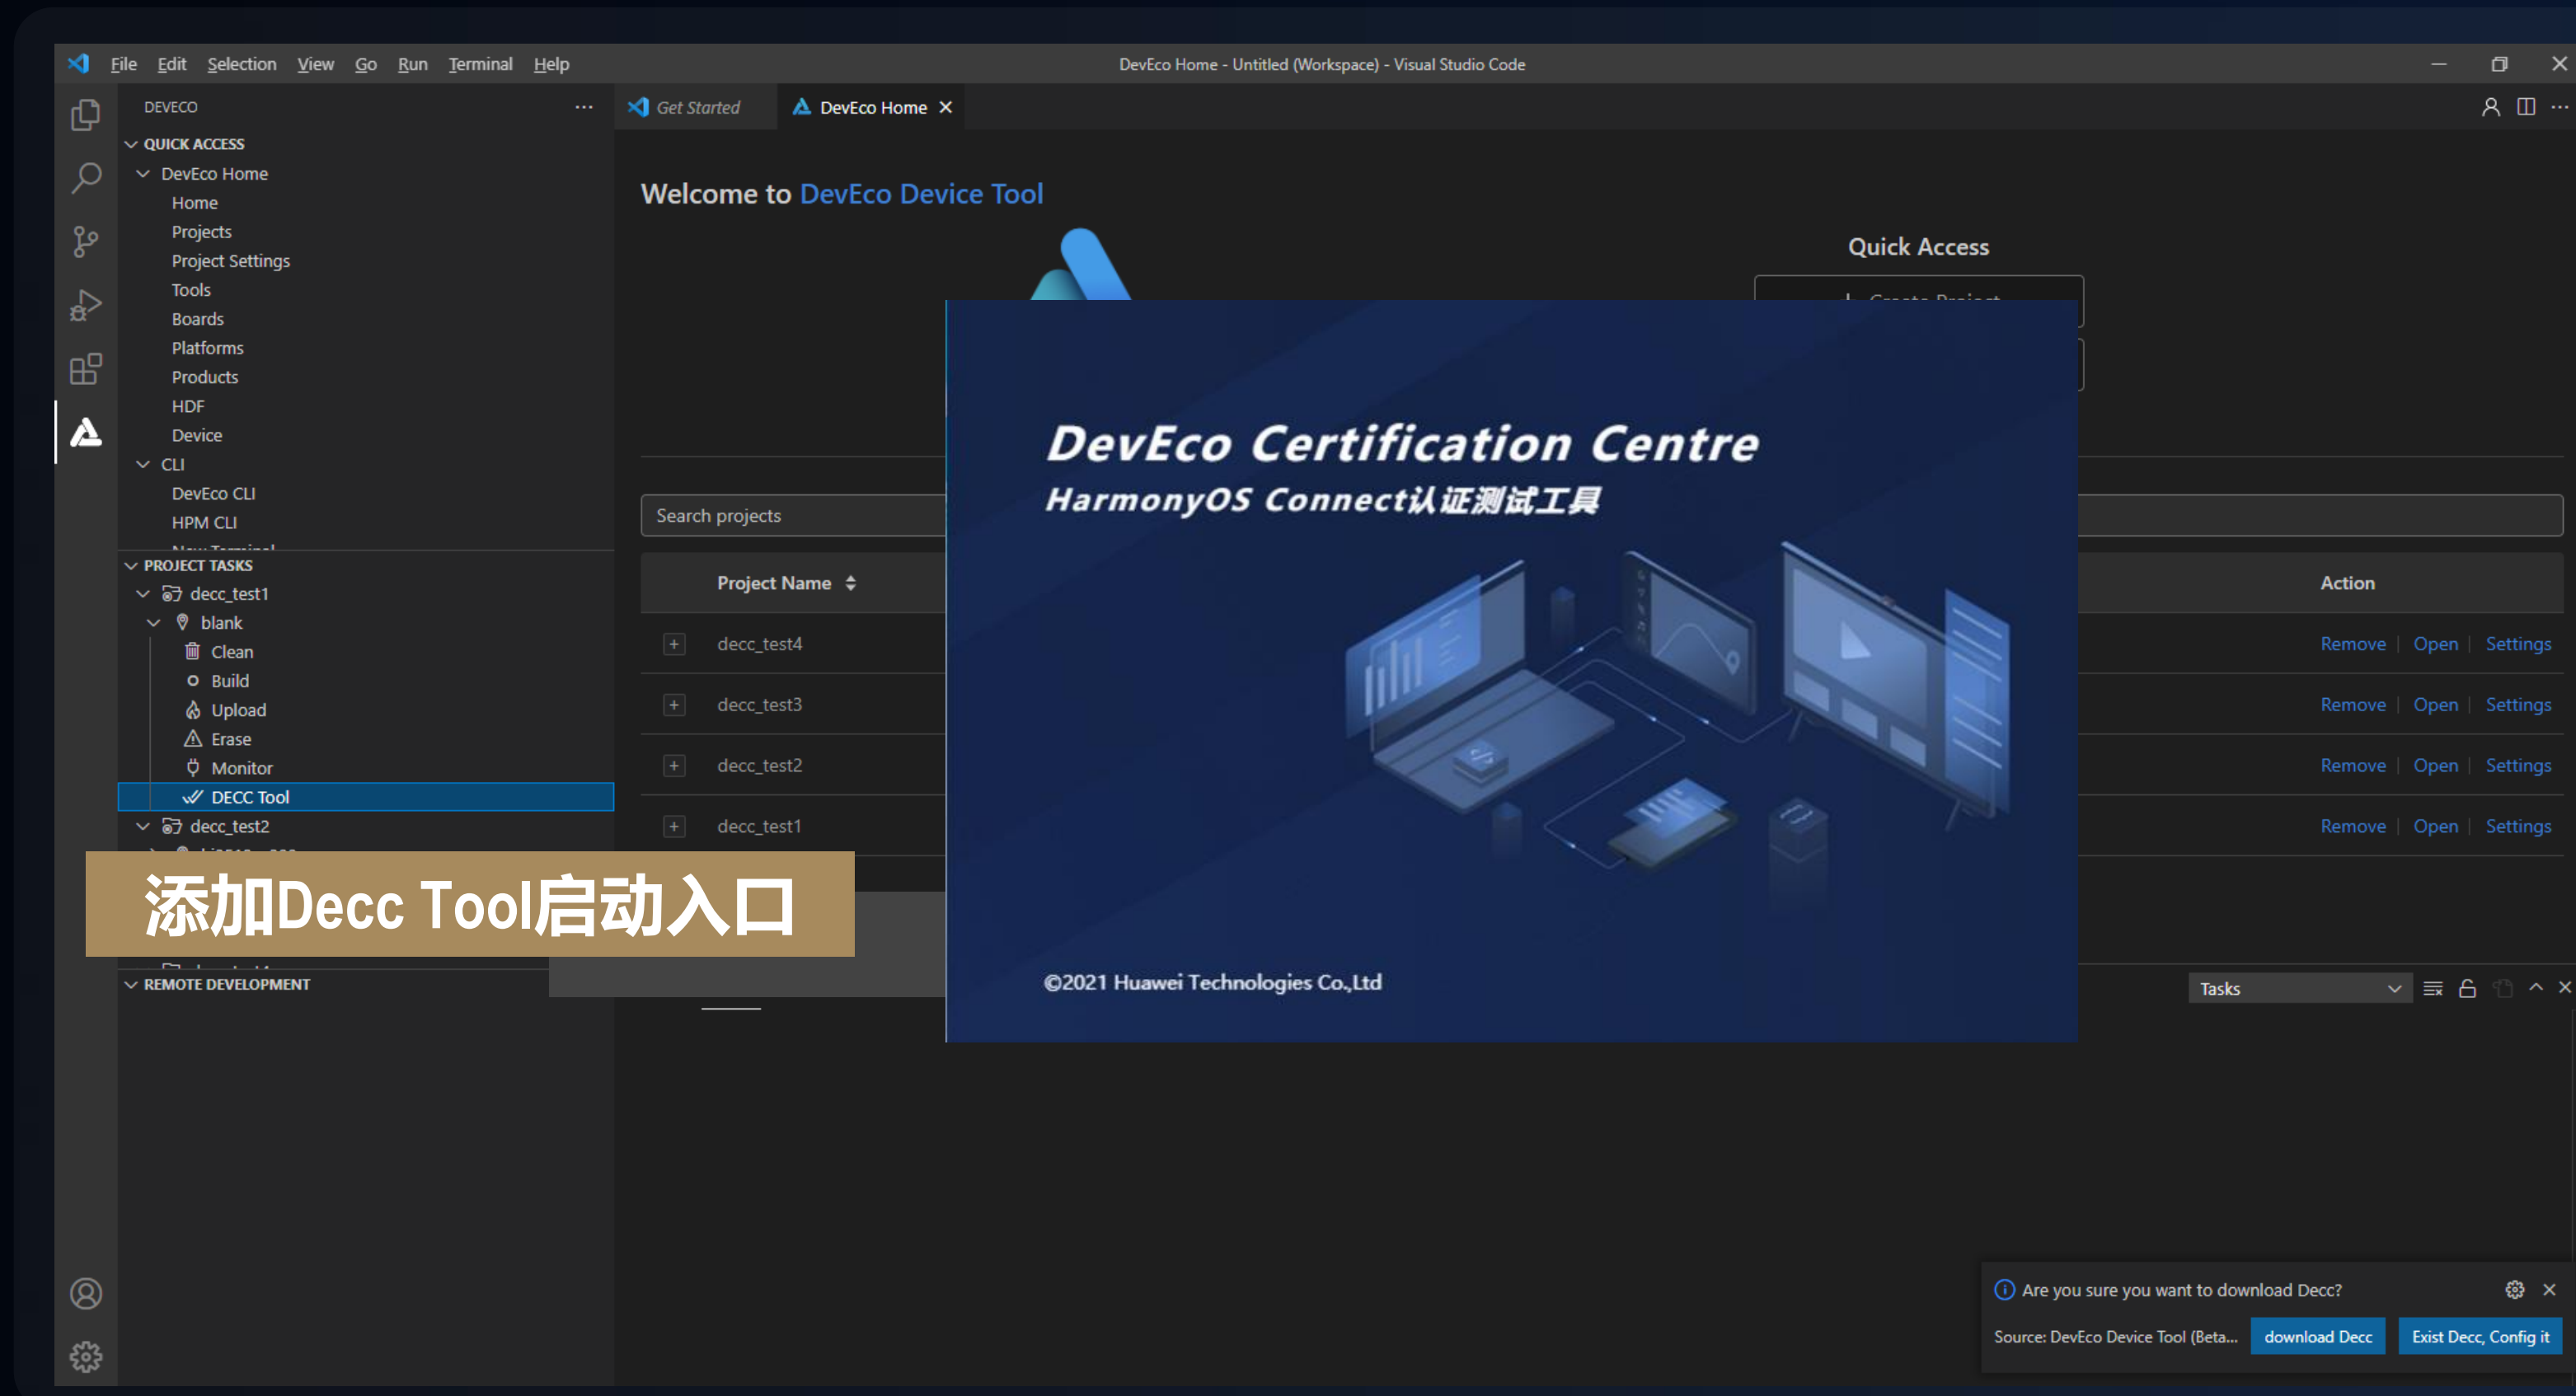 File Edit Selection View Go Run Terminal Help
DevEco Home - Untitled (Workspace) - Visual Studio Code
DEVECO
Get Started
DevEco Home
QUICK ACCESS
DevEco Home
Home
Projects
Project Settings
Tools
Boards
Platforms
Products
HDF
Device
CLI
DevEco CLI
HPM CLI
New Terminal
PROJECT TASKS
decc_test1
blank
Clean
Build
Upload
Erase
Monitor
DECC Tool
decc_test2
添加Decc Tool启动入口
REMOTE DEVELOPMENT
Welcome to DevEco Device Tool
Quick Access
Create Project
Search projects
Project Name
Action
decc_test4
Remove Open Settings
decc_test3
Remove Open Settings
decc_test2
Remove Open Settings
decc_test1
Remove Open Settings
DevEco Certification Centre
HarmonyOS Connect认证测试工具
©2021 Huawei Technologies Co.,Ltd
Tasks
Are you sure you want to download Decc?
Source: DevEco Device Tool (Beta...
download Decc
Exist Decc, Config it